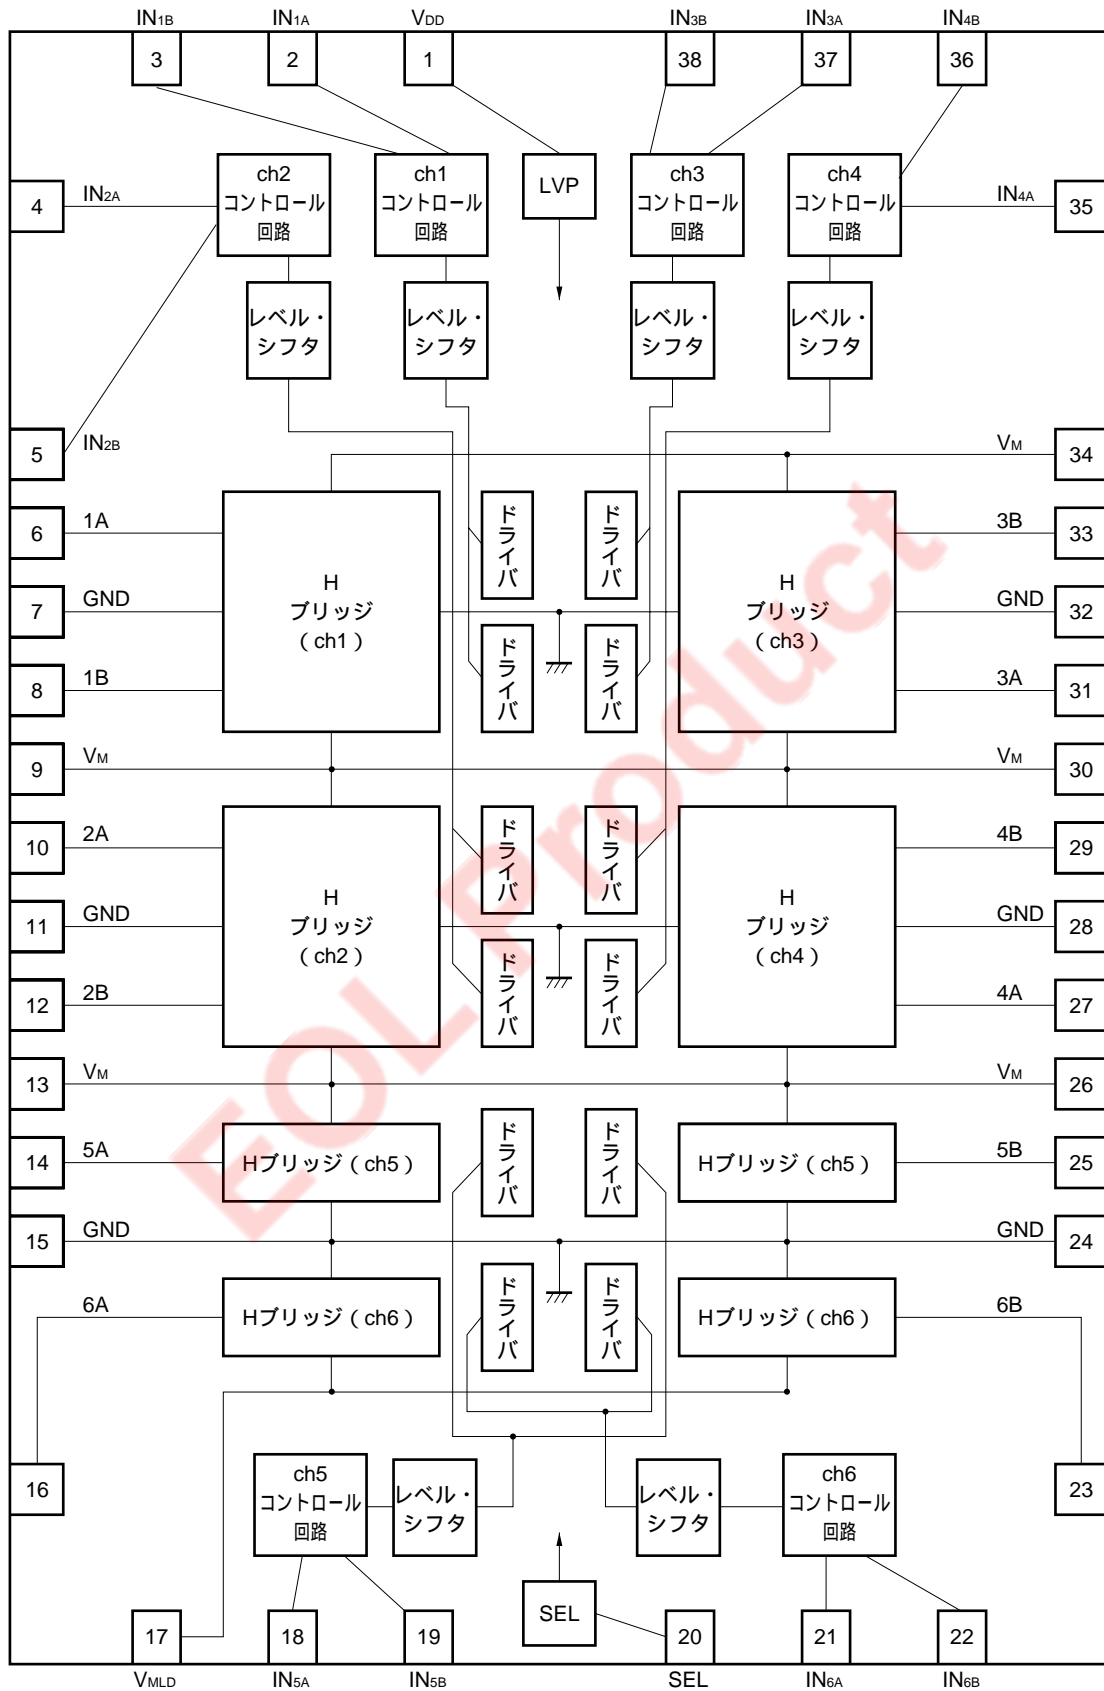 IN1B
IN1A
VDD
IN3B
IN3A
IN4B
3
2
1
38
37
36
ch2
コントロール
回路
ch1
コントロール
回路
LVP
ch3
コントロール
回路
ch4
コントロール
回路
4
IN2A
IN4A
35
レベル・
シフタ
レベル・
シフタ
レベル・
シフタ
レベル・
シフタ
5
IN2B
VM
34
6
1A
ドライバ
ドライバ
3B
33
H
ブリッジ
(ch1)
H
ブリッジ
(ch3)
7
GND
GND
32
ドライバ
ドライバ
8
1B
3A
31
9
VM
VM
30
10
2A
ドライバ
ドライバ
4B
29
H
ブリッジ
(ch2)
H
ブリッジ
(ch4)
11
GND
GND
28
ドライバ
ドライバ
12
2B
4A
27
13
VM
VM
26
14
5A
Hブリッジ(ch5)
ドライバ
ドライバ
Hブリッジ(ch5)
5B
25
15
GND
GND
24
6A
Hブリッジ(ch6)
ドライバ
ドライバ
Hブリッジ(ch6)
6B
16
ch5
コントロール
回路
レベル・
シフタ
レベル・
シフタ
ch6
コントロール
回路
23
17
18
19
SEL
20
21
22
VMLD
IN5A
IN5B
SEL
IN6A
IN6B
EOL Product